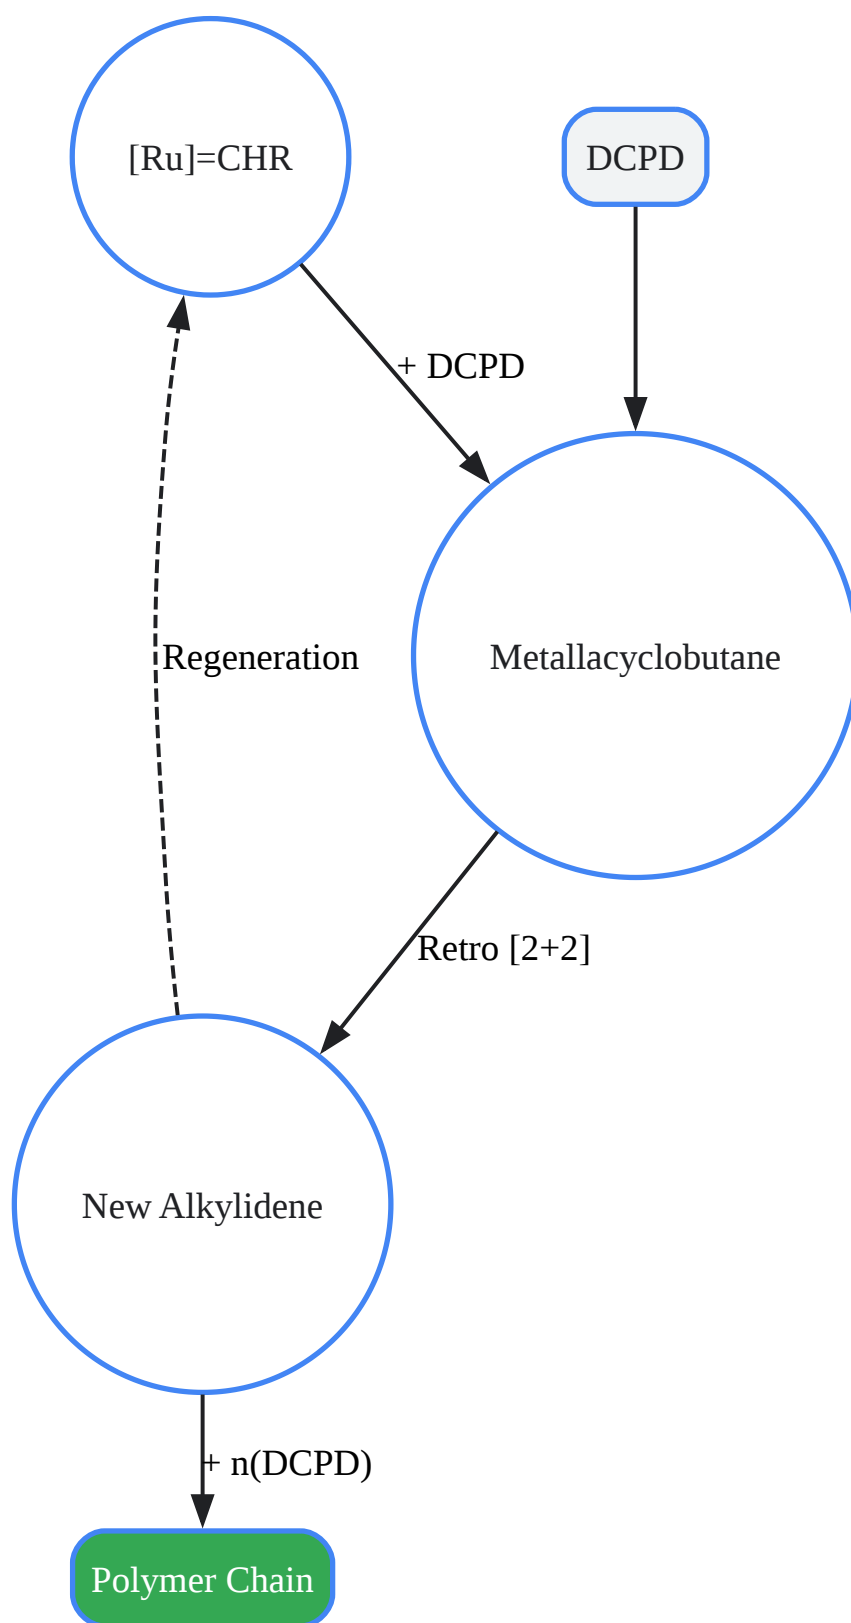 [Ru]=CHR
DCPD
+ DCPD
Regeneration
Metallacyclobutane
Retro [2+2]
New Alkylidene
+ n(DCPD)
Polymer Chain